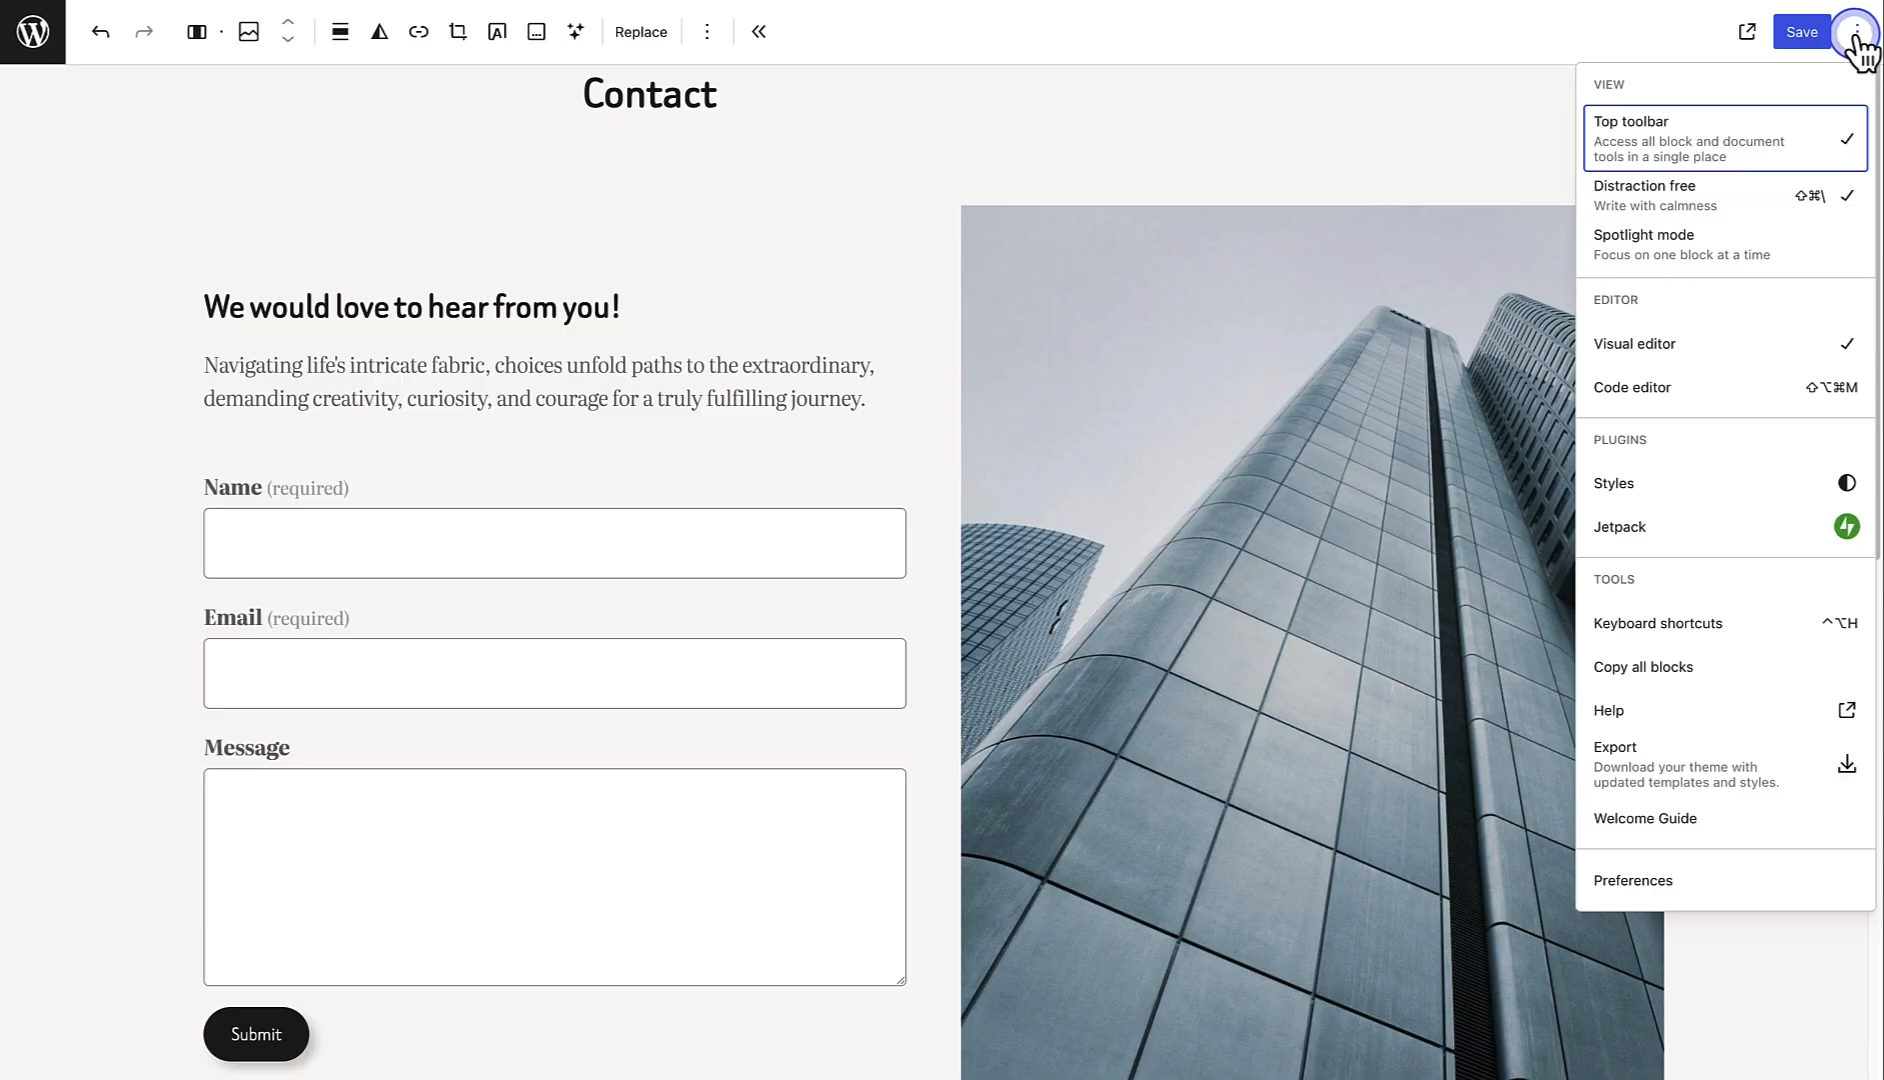 Replace
Save
Contact
We would love to hear from you!
Navigating life's intricate fabric, choices unfold paths to the extraordinary,
demanding creativity, curiosity, and courage for a truly fulfilling journey.
Name (required)
Email (required)
Message
Submit
VIEW
Top toolbar
Access all block and document
tools in a single place
Distraction free ⇧⌘\
Write with calmness
Spotlight mode
Focus on one block at a time
EDITOR
Visual editor
Code editor ⇧⌥⌘M
PLUGINS
Styles
Jetpack
TOOLS
Keyboard shortcuts ⌃⌥H
Copy all blocks
Help
Export
Download your theme with
updated templates and styles.
Welcome Guide
Preferences